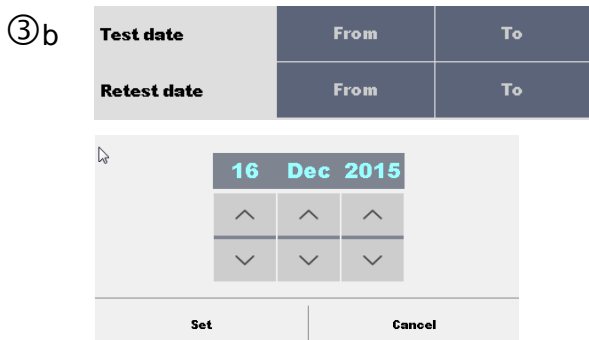 ③b
Test date From To
Retest date From To
16 Dec 2015
Set Cancel